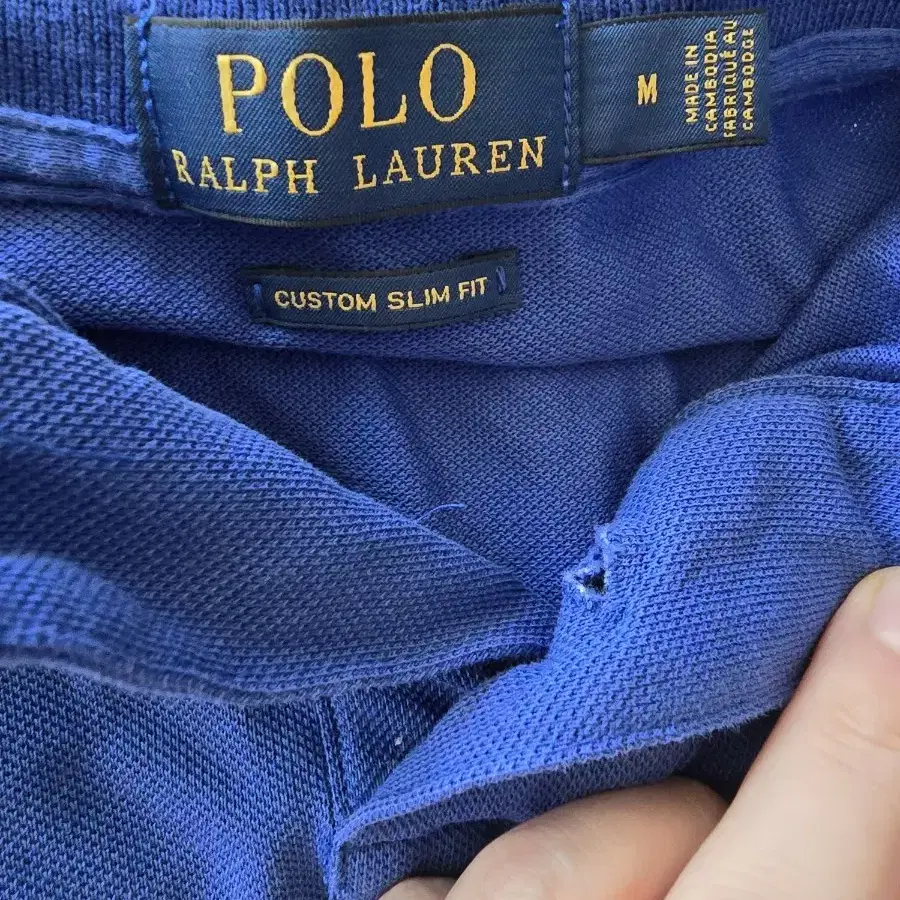 POLO
RALPH LAUREN
M
MADE IN
CAMBODIA
FABRIQUÉ AU
CAMBODGE
CUSTOM SLIM FIT